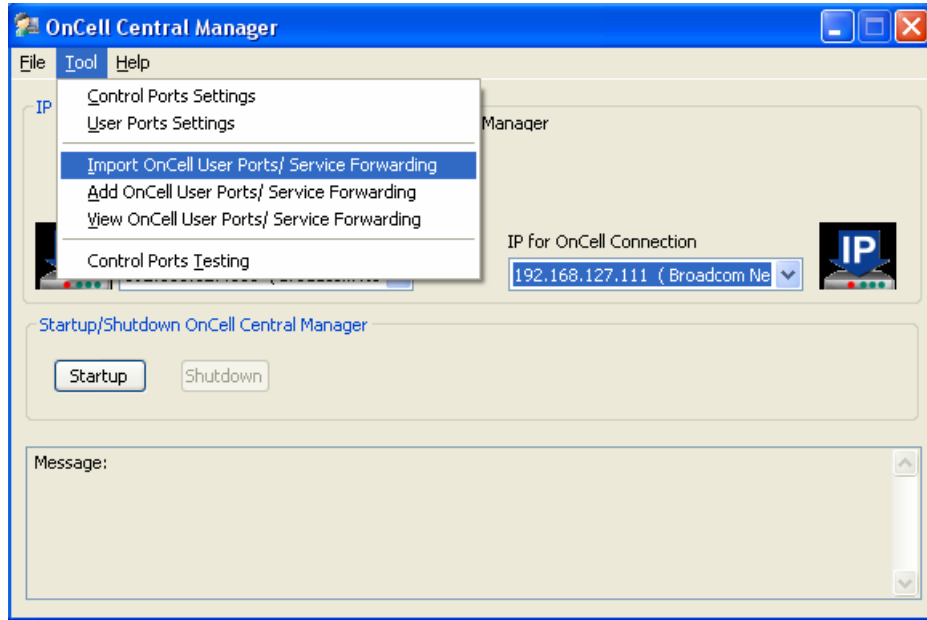 OnCell Central Manager
File Tool Help
Control Ports Settings
IP
User Ports Settings
Manager
Import OnCell User Ports/ Service Forwarding
Add OnCell User Ports/ Service Forwarding
View OnCell User Ports/ Service Forwarding
IP for OnCell Connection
IP
Control Ports Testing
192.168.127.111 ( Broadcom Ne
Startup/Shutdown OnCell Central Manager
Startup Shutdown
Message: